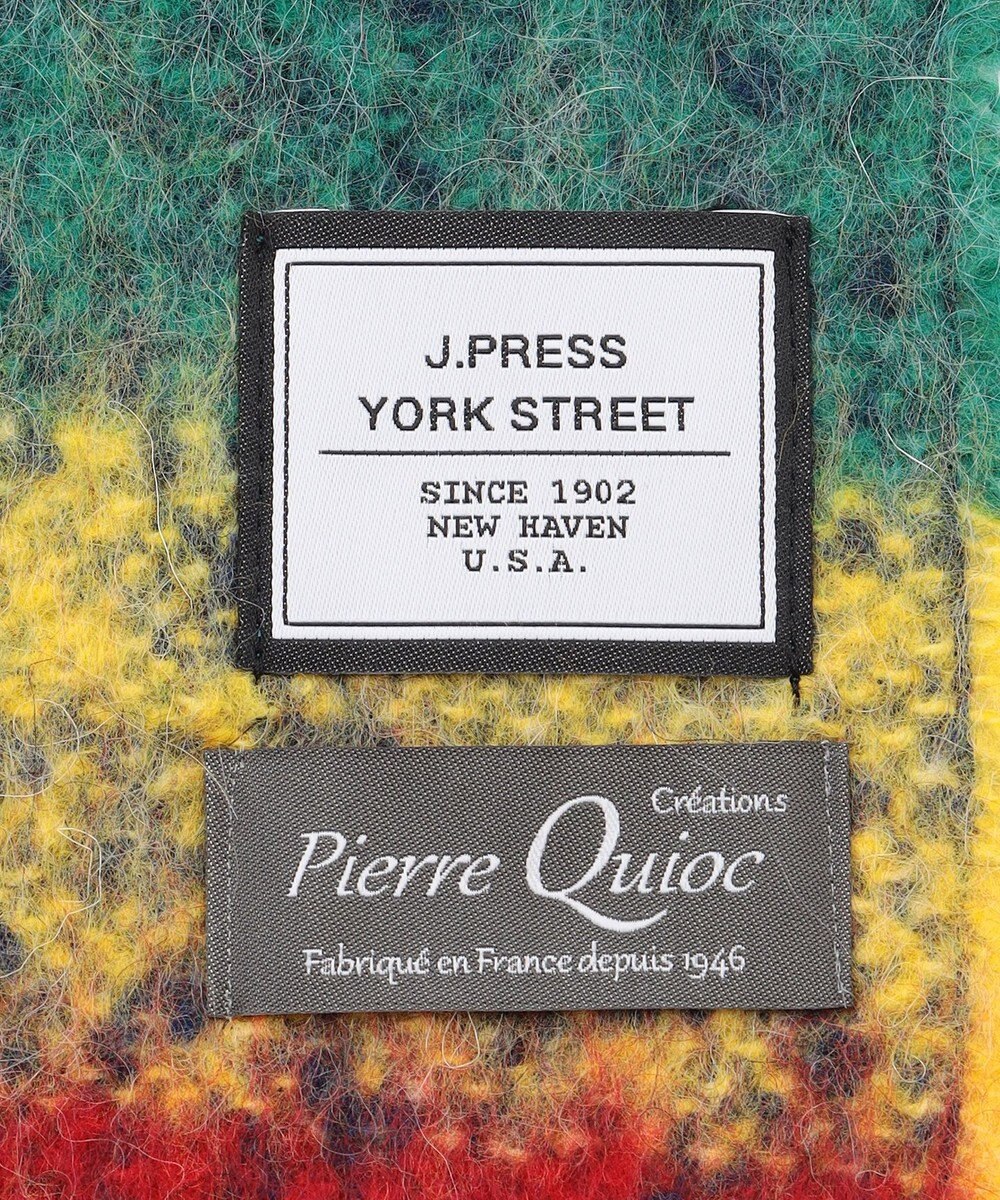 J.PRESS
YORK STREET
SINCE 1902
NEW HAVEN
U.S.A.
Créations
Pierre Quioc
Fabriqué en France depuis 1946